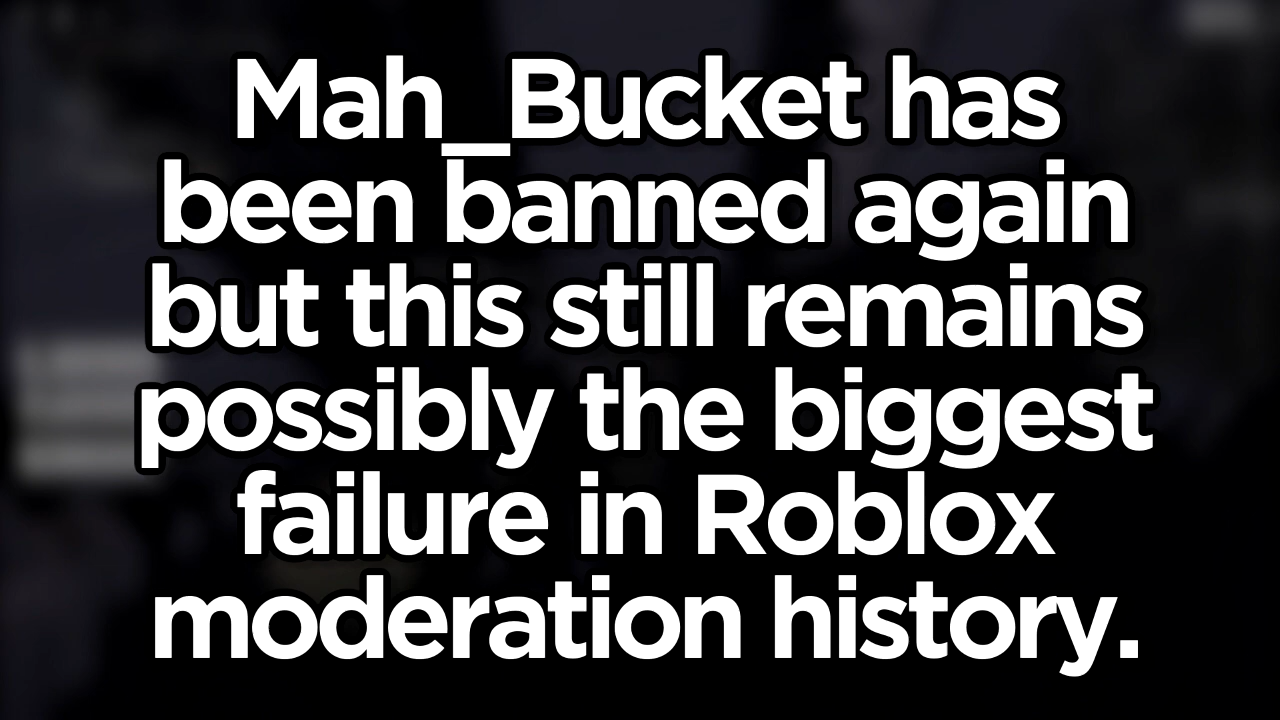 Mah_Bucket has
been banned again
but this still remains
possibly the biggest
failure in Roblox
moderation history.